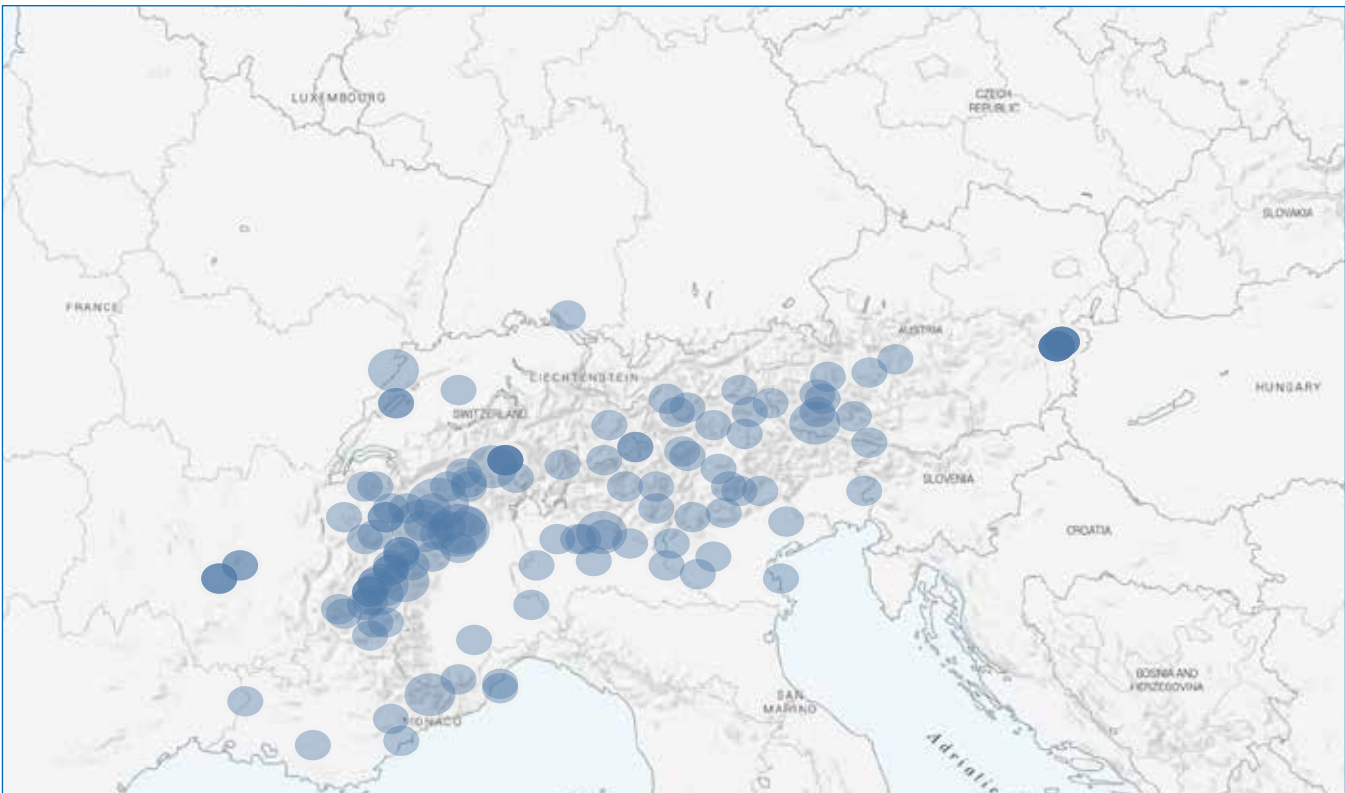 LUXEMBOURG
CZECH
REPUBLIC
SLOVAKIA
FRANCE
AUSTRIA
LIECHTENSTEIN
HUNGARY
SWITZERLAND
SLOVENIA
CROATIA
BOSNIA AND
HERZEGOVINA
SAN
MARINO
MONACO
Adriatic